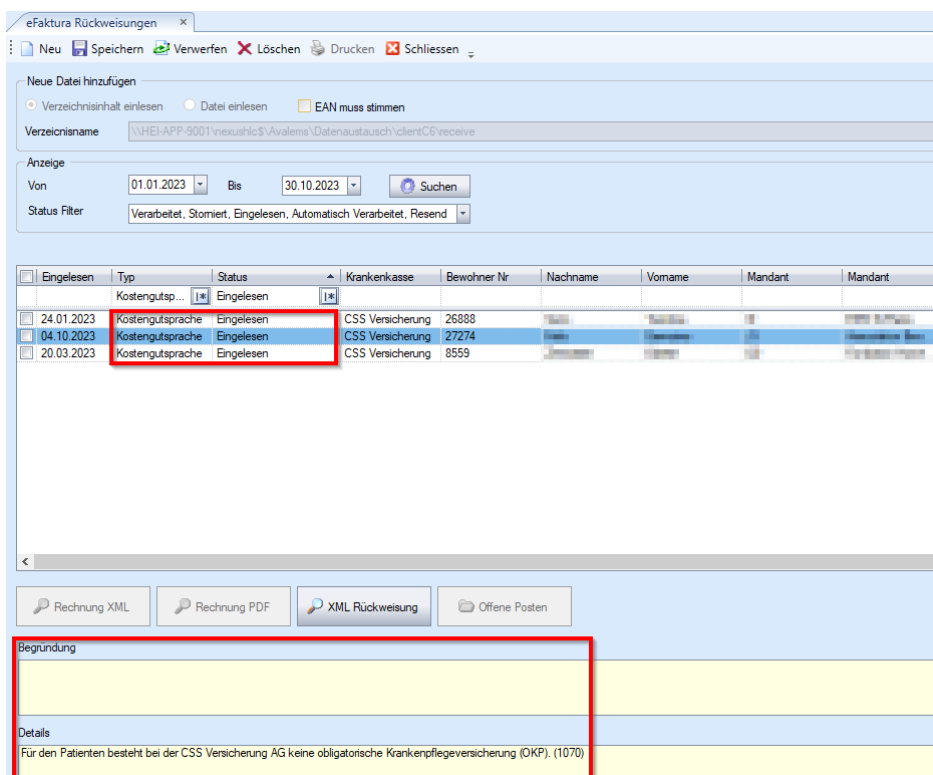 eFaktura Rückweisungen ×
Neu Speichern Verwerfen Löschen Drucken Schliessen
Neue Datei hinzufügen
Verzeichnisinhalt einlesen Datei einlesen EAN muss stimmen
Verzeicnisname \\HEI-APP-9001\nexushlc$\Avalems\Datenaustausch\clientC6\receive
Anzeige
Von 01.01.2023 Bis 30.10.2023 Suchen
Status Filter Verarbeitet, Storniert, Eingelesen, Automatisch Verarbeitet, Resend
Eingelesen Typ Status Krankenkasse Bewohner Nr Nachname Vorname Mandant Mandant
Kostengutsp... Eingelesen
24.01.2023 Kostengutsprache Eingelesen CSS Versicherung 26888
04.10.2023 Kostengutsprache Eingelesen CSS Versicherung 27274
20.03.2023 Kostengutsprache Eingelesen CSS Versicherung 8559
Rechnung XML Rechnung PDF XML Rückweisung Offene Posten
Begründung
Details
Für den Patienten besteht bei der CSS Versicherung AG keine obligatorische Krankenpflegeversicherung (OKP). (1070)